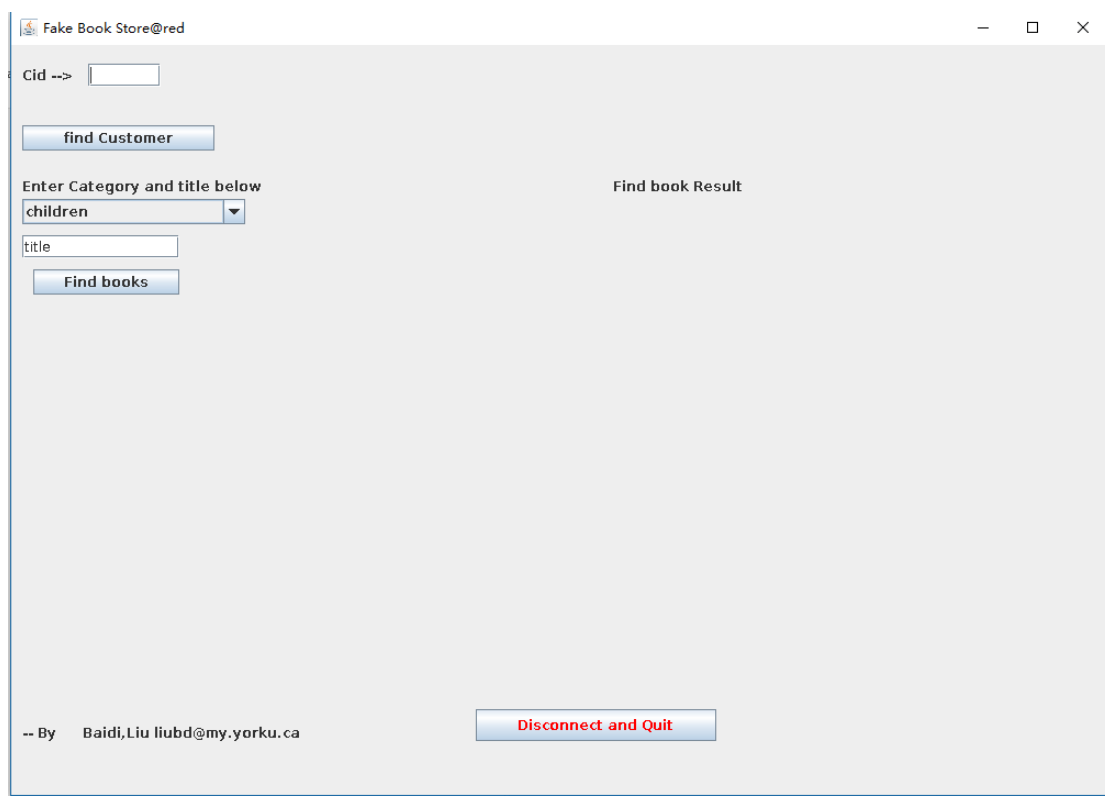 Fake Book Store@red
Cid -->
find Customer
Enter Category and title below
Find book Result
children
title
Find books
Disconnect and Quit
-- By Baidi,Liu liubd@my.yorku.ca